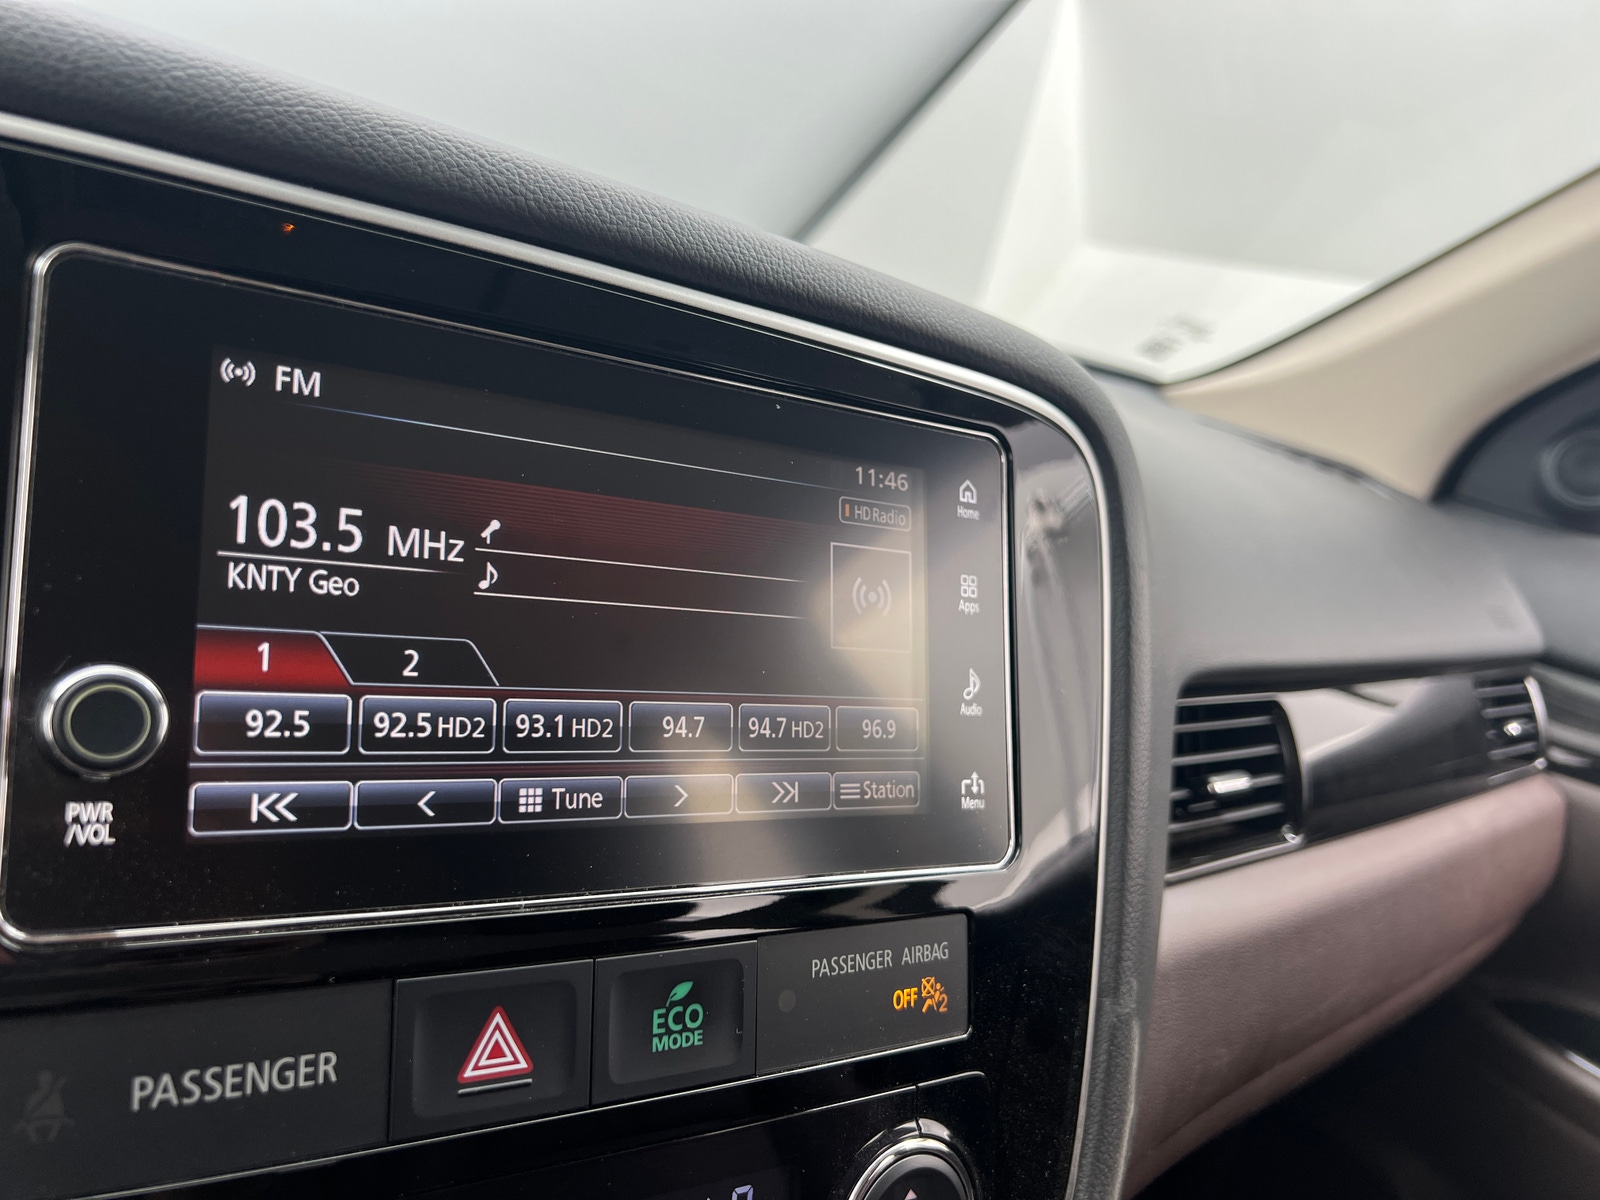 FM
11:46
HD Radio
103.5 MHz
KNTY Geo
1
2
92.5
92.5 HD2
93.1 HD2
94.7
94.7 HD2
96.9
Tune
Station
Home
Apps
Audio
Menu
PWR
/VOL
PASSENGER
ECO
MODE
PASSENGER AIRBAG
OFF
2